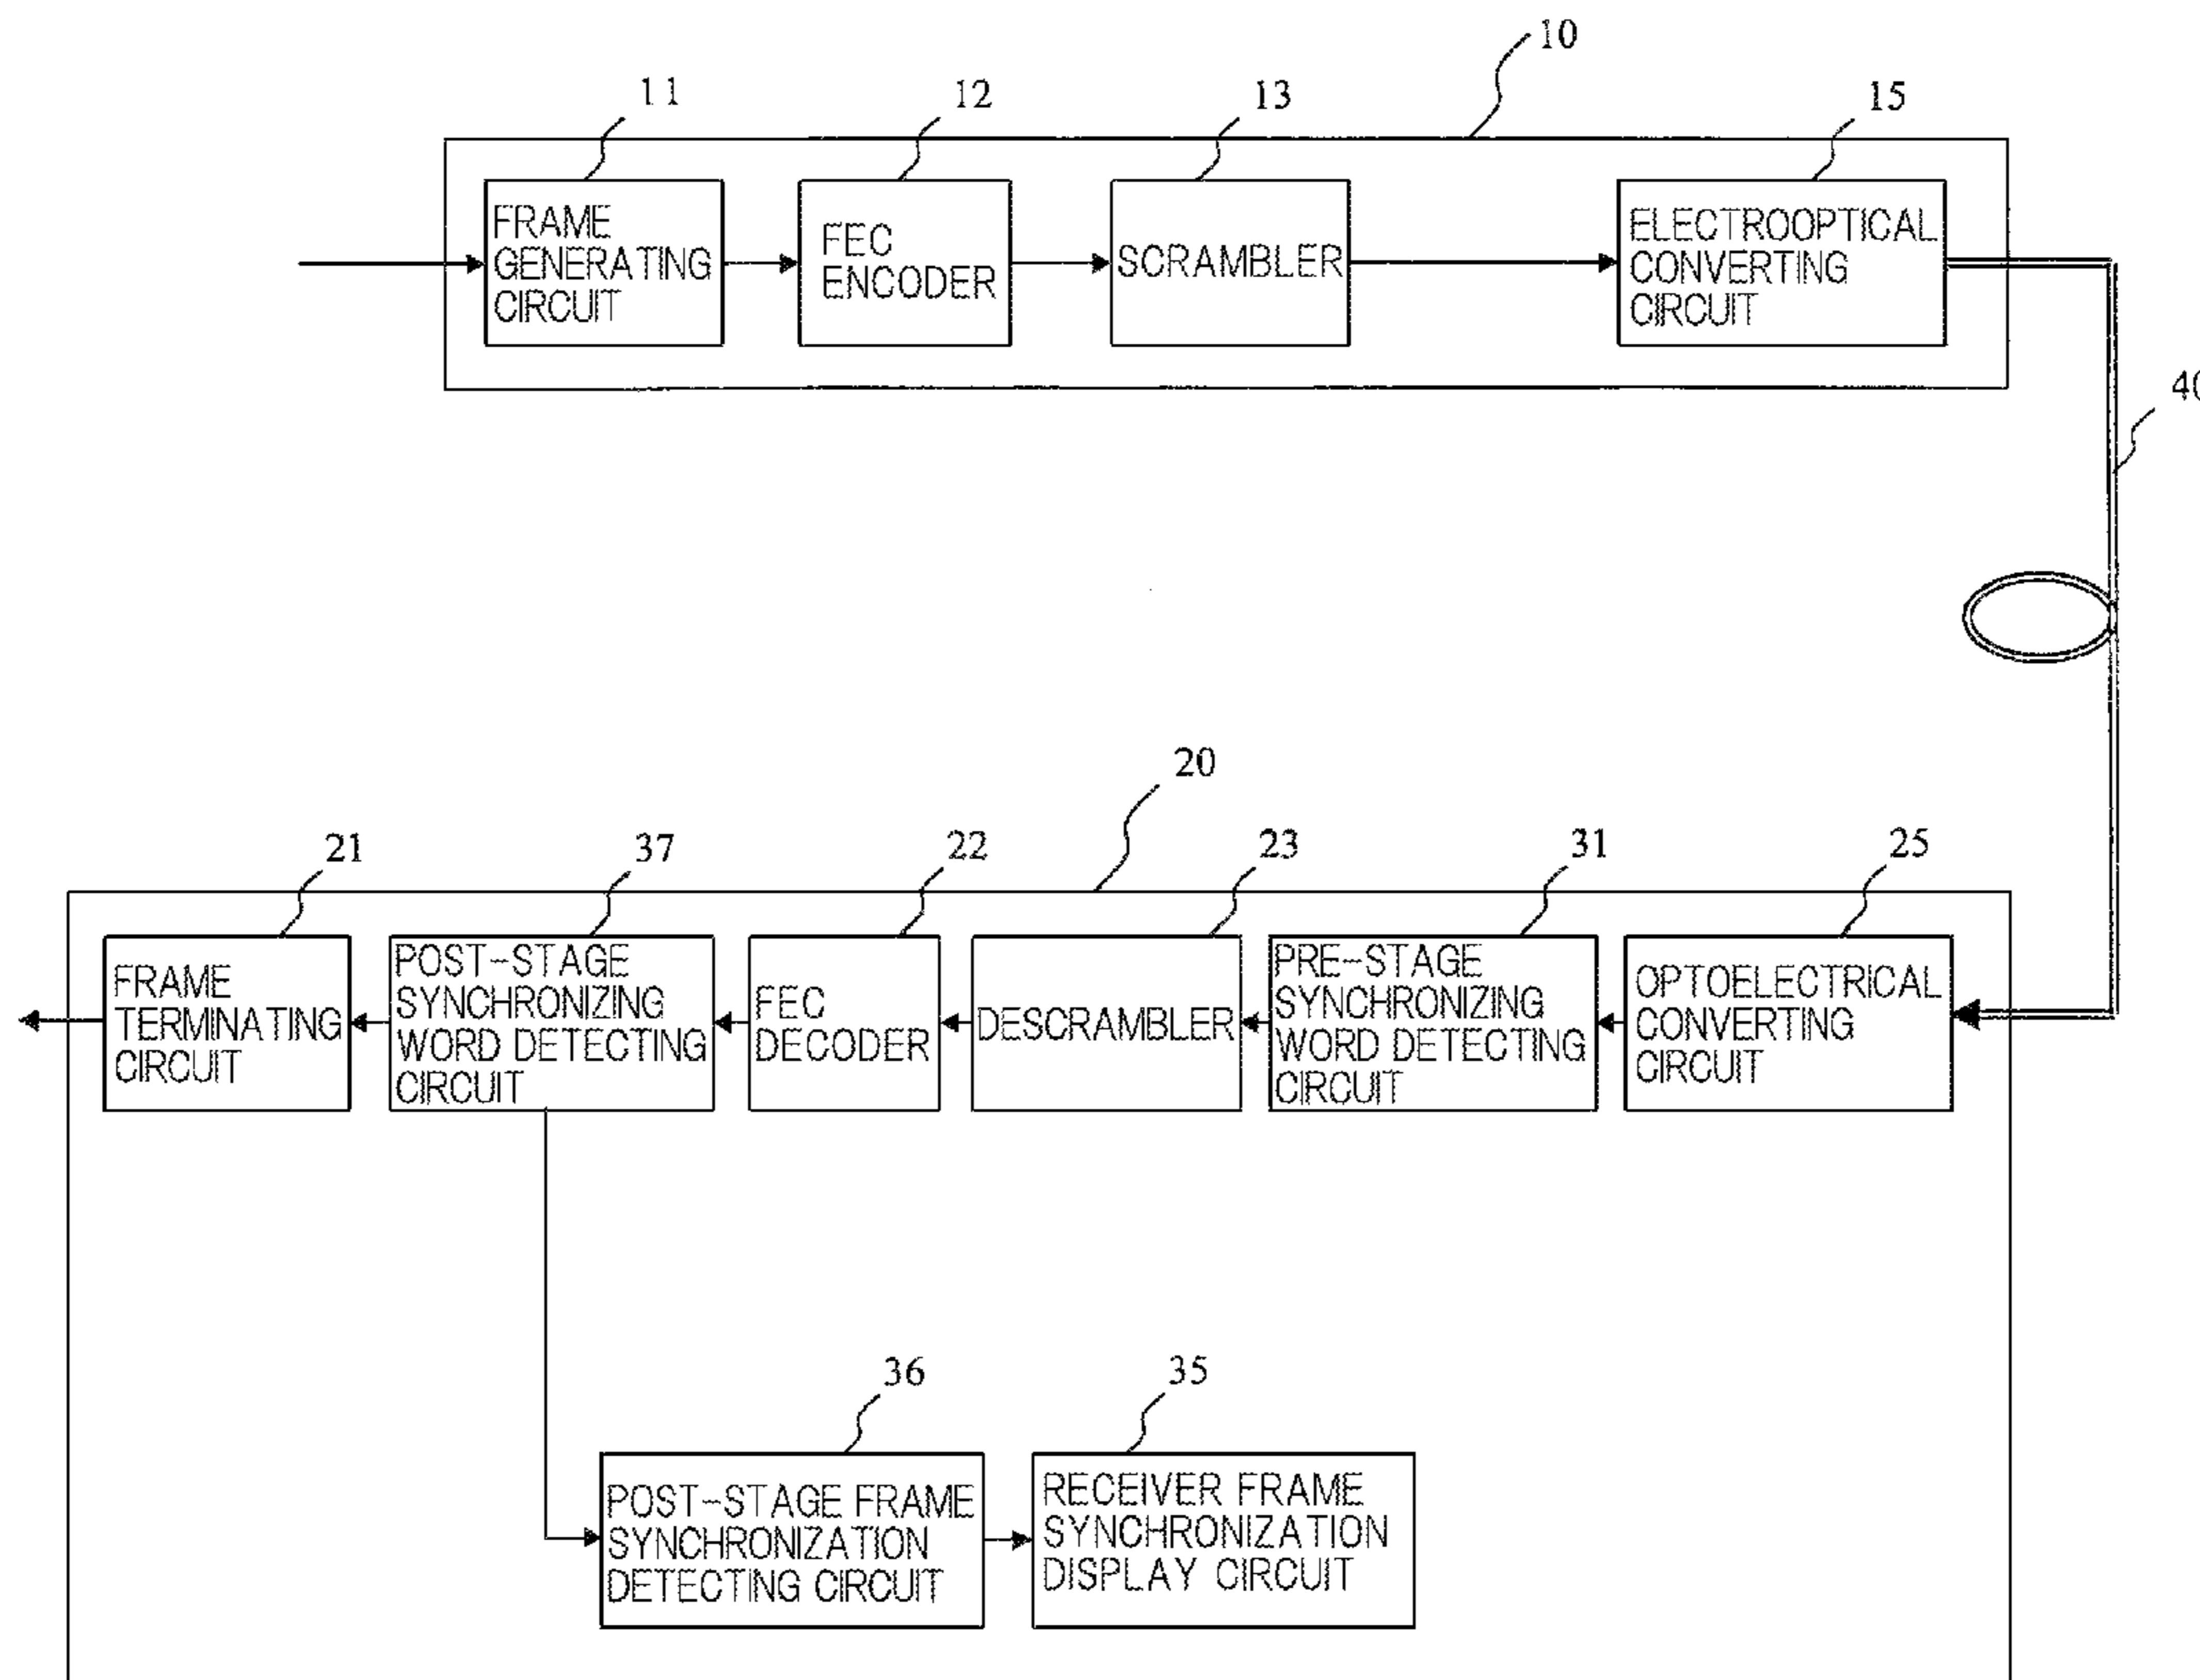 10
11
12
13
15
FRAME
GENERATING
CIRCUIT
FEC
ENCODER
SCRAMBLER
ELECTROOPTICAL
CONVERTING
CIRCUIT
40
20
21
37
22
23
31
25
FRAME
TERMINATING
CIRCUIT
POST-STAGE
SYNCHRONIZING
WORD DETECTING
CIRCUIT
FEC
DECODER
DESCRAMBLER
PRE-STAGE
SYNCHRONIZING
WORD DETECTING
CIRCUIT
OPTOELECTRICAL
CONVERTING
CIRCUIT
36
35
POST-STAGE FRAME
SYNCHRONIZATION
DETECTING CIRCUIT
RECEIVER FRAME
SYNCHRONIZATION
DISPLAY CIRCUIT